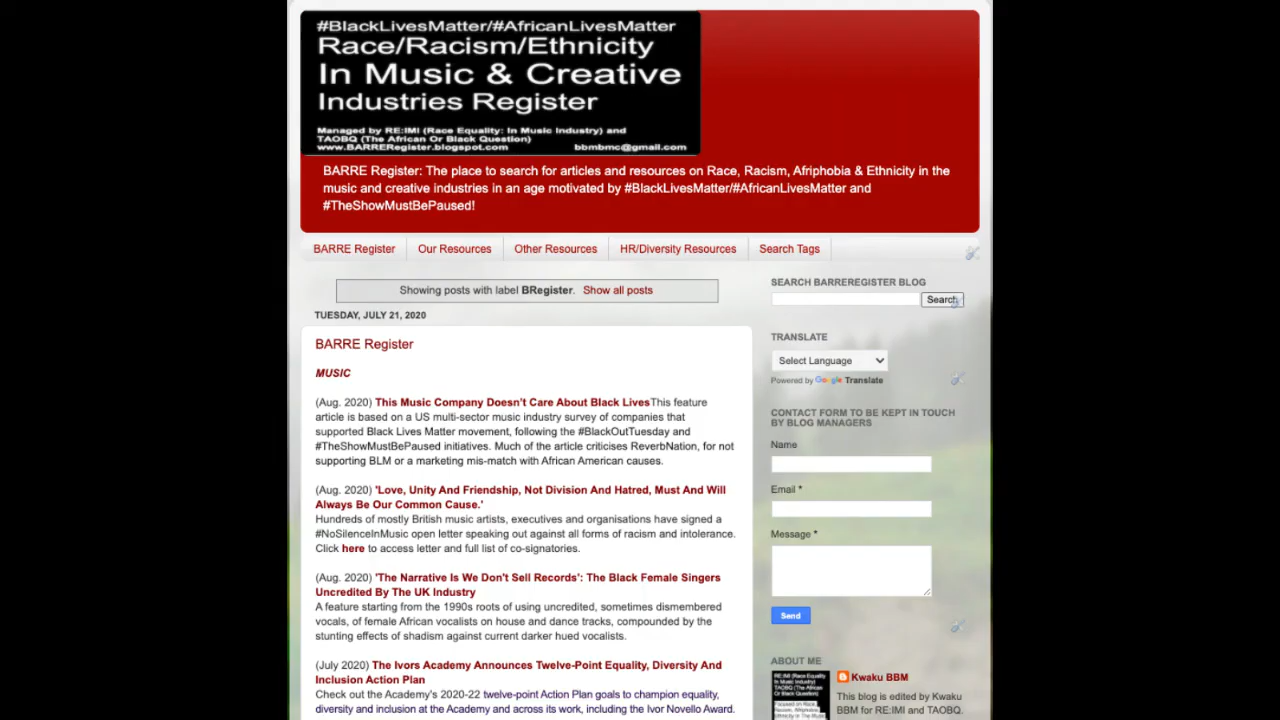 #BlackLivesMatter/#AfricanLivesMatter
Race/Racism/Ethnicity
In Music & Creative
Industries Register
Managed by RE:IMI (Race Equality: In Music Industry) and
TAOBQ (The African Or Black Question)
www.BARRERegister.blogspot.com bbmbmc@gmail.com
BARRE Register: The place to search for articles and resources on Race, Racism, Afriphobia & Ethnicity in the
music and creative industries in an age motivated by #BlackLivesMatter/#AfricanLivesMatter and
#TheShowMustBePaused!
BARRE Register Our Resources Other Resources HR/Diversity Resources Search Tags
Showing posts with label BRegister. Show all posts
TUESDAY, JULY 21, 2020
BARRE Register
MUSIC
(Aug. 2020) This Music Company Doesn't Care About Black LivesThis feature
article is based on a US multi-sector music industry survey of companies that
supported Black Lives Matter movement, following the #BlackOutTuesday and
#TheShowMustBePaused initiatives. Much of the article criticises ReverbNation, for not
supporting BLM or a marketing mis-match with African American causes.
(Aug. 2020) 'Love, Unity And Friendship, Not Division And Hatred, Must And Will
Always Be Our Common Cause.'
Hundreds of mostly British music artists, executives and organisations have signed a
#NoSilenceInMusic open letter speaking out against all forms of racism and intolerance.
Click here to access letter and full list of co-signatories.
(Aug. 2020) 'The Narrative Is We Don't Sell Records': The Black Female Singers
Uncredited By The UK Industry
A feature starting from the 1990s roots of using uncredited, sometimes dismembered
vocals, of female African vocalists on house and dance tracks, compounded by the
stunting effects of shadism against current darker hued vocalists.
(July 2020) The Ivors Academy Announces Twelve-Point Equality, Diversity And
Inclusion Action Plan
Check out the Academy's 2020-22 twelve-point Action Plan goals to champion equality,
diversity and inclusion at the Academy and across its work, including the Ivor Novello Award.
SEARCH BARREREGISTER BLOG
Search
TRANSLATE
Select Language
Powered by Google Translate
CONTACT FORM TO BE KEPT IN TOUCH
BY BLOG MANAGERS
Name
Email *
Message *
Send
ABOUT ME
RE:IMI (Race Equality
In Music Industry)
TAOBQ (The African
Or Black Question)
Kwaku BBM
This blog is edited by Kwaku
BBM for RE:IMI and TAOBQ.